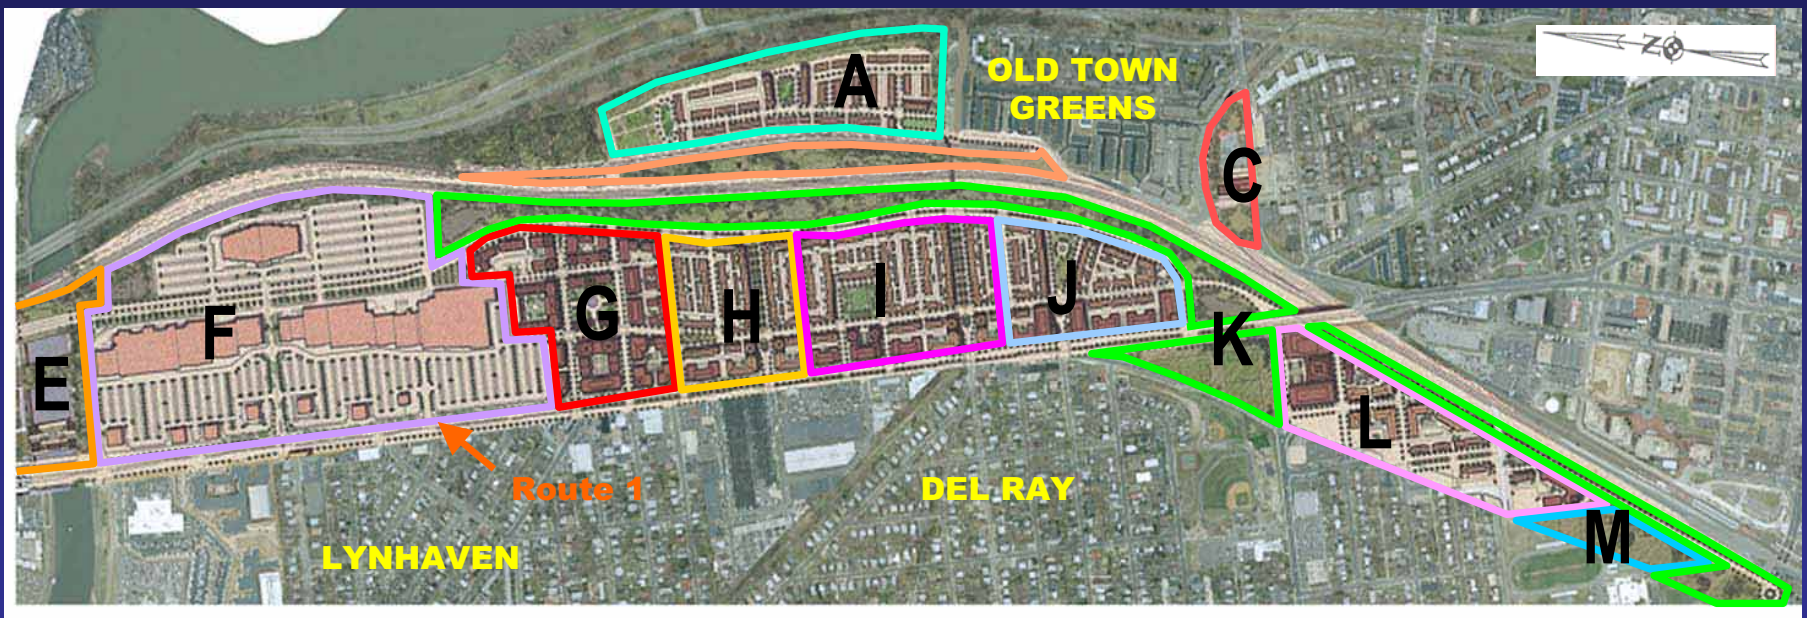 A
OLD TOWN
GREENS
N
C
E
F
G
H
I
J
K
L
M
Route 1
DEL RAY
LYNHAVEN